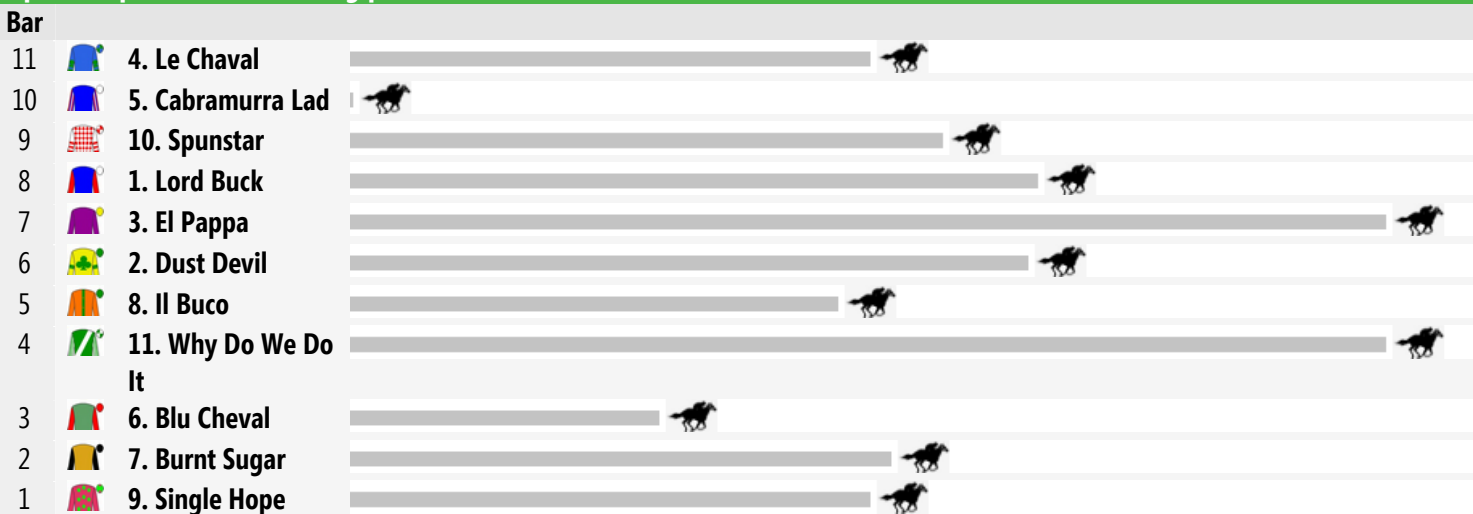 Bar
11 4. Le Chaval
10 5. Cabramurra Lad
9 10. Spunstar
8 1. Lord Buck
7 3. El Pappa
6 2. Dust Devil
5 8. Il Buco
4 11. Why Do We Do
It
3 6. Blu Cheval
2 7. Burnt Sugar
1 9. Single Hope